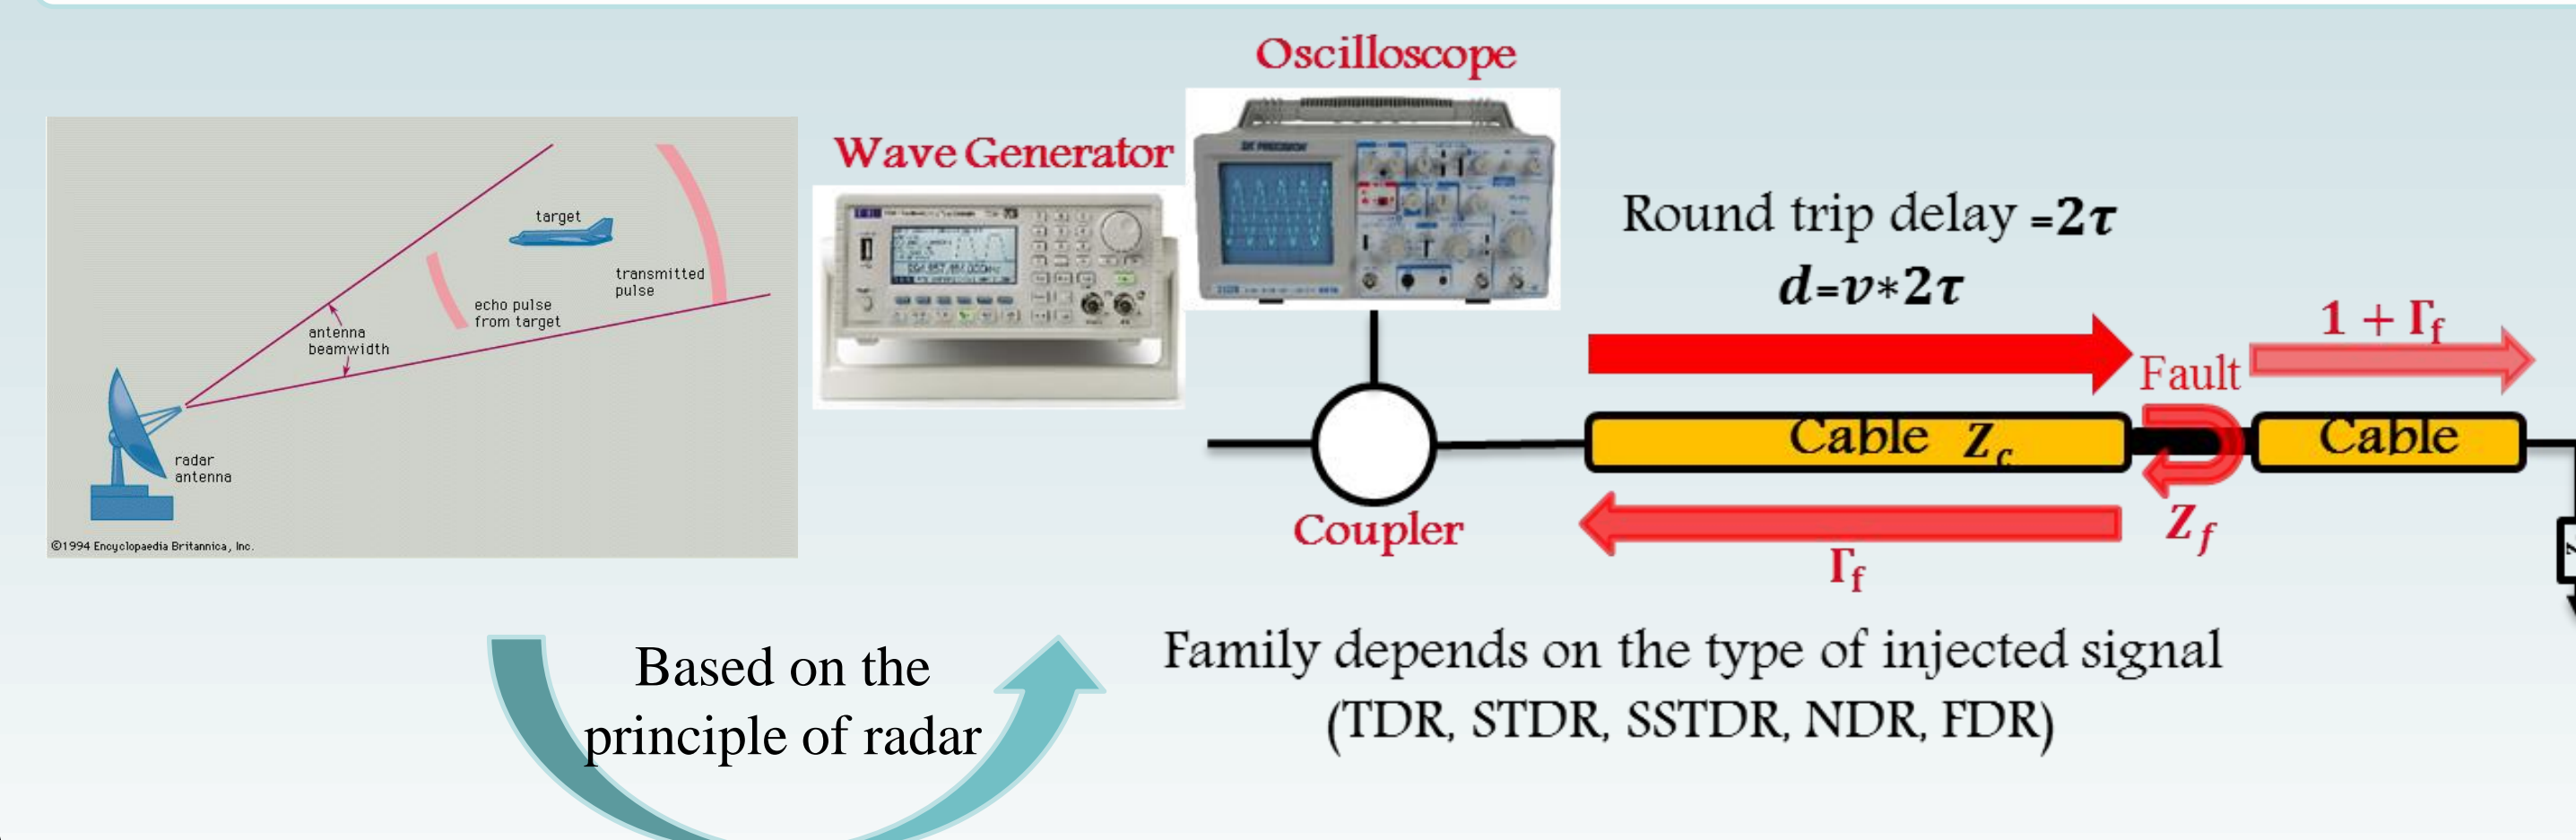 Oscilloscope
Wave Generator
target
transmitted
pulse
echo pulse
from target
antenna
beamwidth
radar
antenna
©1994 Encyclopaedia Britannica, Inc.
BK PRECISION
Round trip delay =2τ
d=v*2τ
1 + Γf
Fault
Cable Zc
Cable
Coupler
Zf
Γf
Based on the
principle of radar
Family depends on the type of injected signal
(TDR, STDR, SSTDR, NDR, FDR)